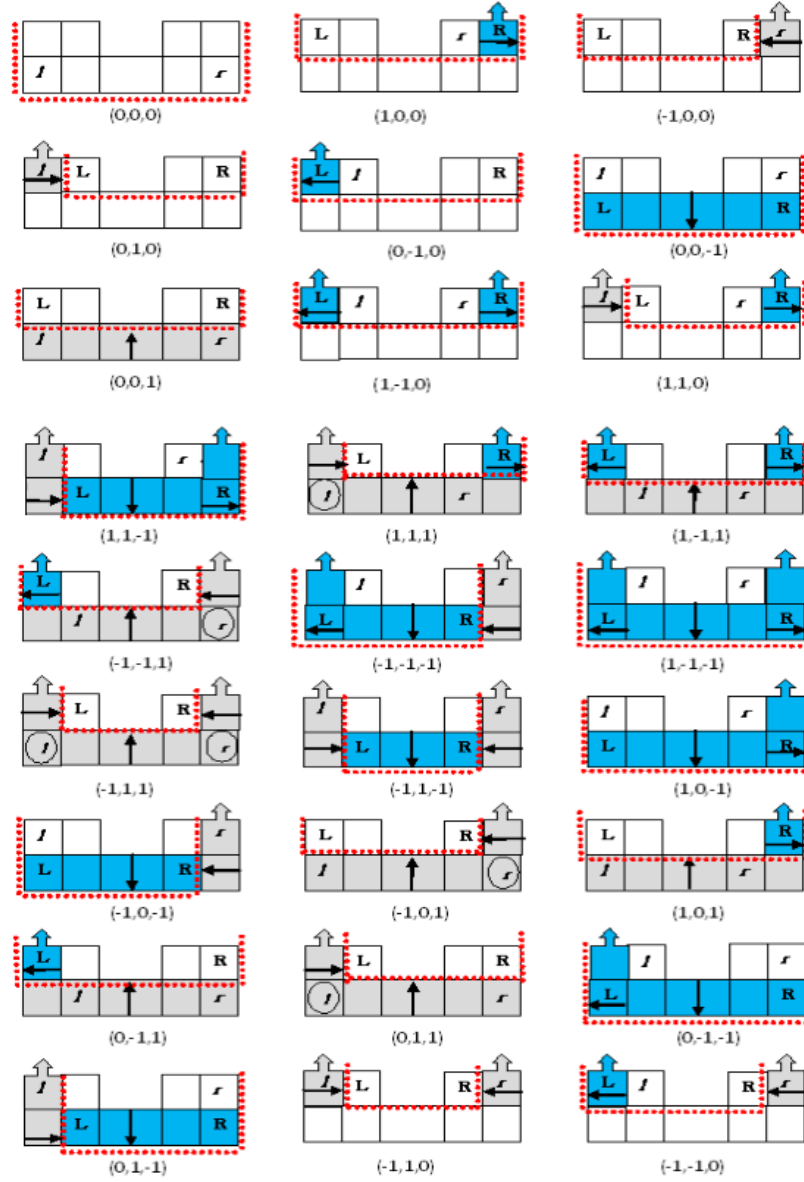 L r R L R r
l r
(0,0,0) (1,0,0) (-1,0,0)
l L R L l R l r
L R
(0,1,0) (0,-1,0) (0,0,-1)
L R L l r R l L r R
l r
(0,0,1) (1,-1,0) (1,1,0)
l r L R L R
L R l r l r
(1,1,-1) (1,1,1) (1,-1,1)
L R l r l r
l r L R L R
(-1,-1,1) (-1,-1,-1) (1,-1,-1)
L R l r l r
l r L R L R
(-1,1,1) (-1,1,-1) (1,0,-1)
l r L R L R
L R l r l r
(-1,0,-1) (-1,0,1) (1,0,1)
L R L R l r
l r l r L R
(0,-1,1) (0,1,1) (0,-1,-1)
l r l L R r L l R r
L R
(0,1,-1) (-1,1,0) (-1,-1,0)